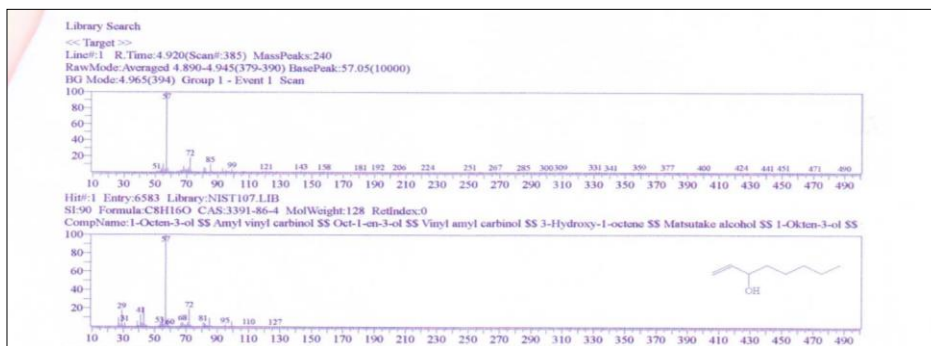 Library Search
<< Target >>
Line#:1 R.Time:4.920(Scan#:385) MassPeaks:240
RawMode:Averaged 4.890-4.945(379-390) BasePeak:57.05(10000)
BG Mode:4.965(394) Group 1 - Event 1 Scan
100
57
80
60
40
20
51 72 85 99 121 143 158 181 192 206 224 251 267 285 300 309 331 341 359 377 400 424 441 451 471 490
10 30 50 70 90 110 130 150 170 190 210 230 250 270 290 310 330 350 370 390 410 430 450 470 490
Hit#:1 Entry:6583 Library:NIST107.LIB
SI:90 Formula:C8H16O CAS:3391-86-4 MolWeight:128 RetIndex:0
CompName:1-Octen-3-ol $$ Amyl vinyl carbinol $$ Oct-1-en-3-ol $$ Vinyl amyl carbinol $$ 3-Hydroxy-1-octene $$ Matsutake alcohol $$ 1-Okten-3-ol $$
100
57
80
60
40
OH
20
29 31 53 60 68 72 81 95 110 127
10 30 50 70 90 110 130 150 170 190 210 230 250 270 290 310 330 350 370 390 410 430 450 470 490